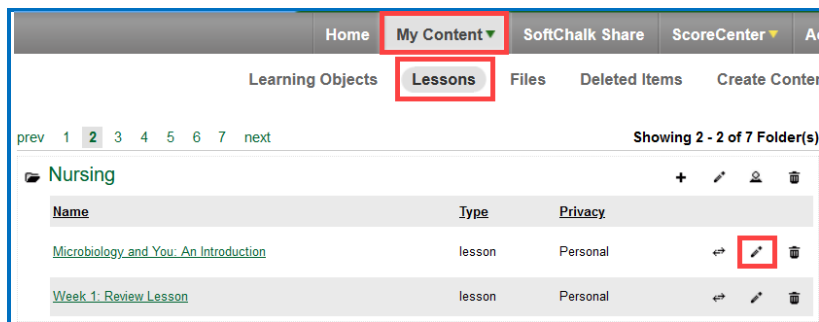 Home My Content SoftChalk Share ScoreCenter
Learning Objects Lessons Files Deleted Items Create
prev 1 2 3 4 5 6 7 next Showing 2 - 2 of 7 Folder(s)
Nursing
Name Type Privacy
Microbiology and You: An Introduction lesson Personal
Week 1: Review Lesson lesson Personal